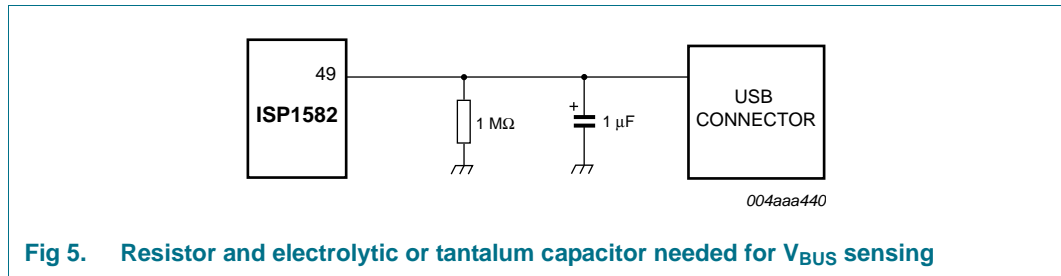 49
ISP1582
1 MΩ
+
1 μF
USB
CONNECTOR
004aaa440
Fig 5. Resistor and electrolytic or tantalum capacitor needed for VBUS sensing